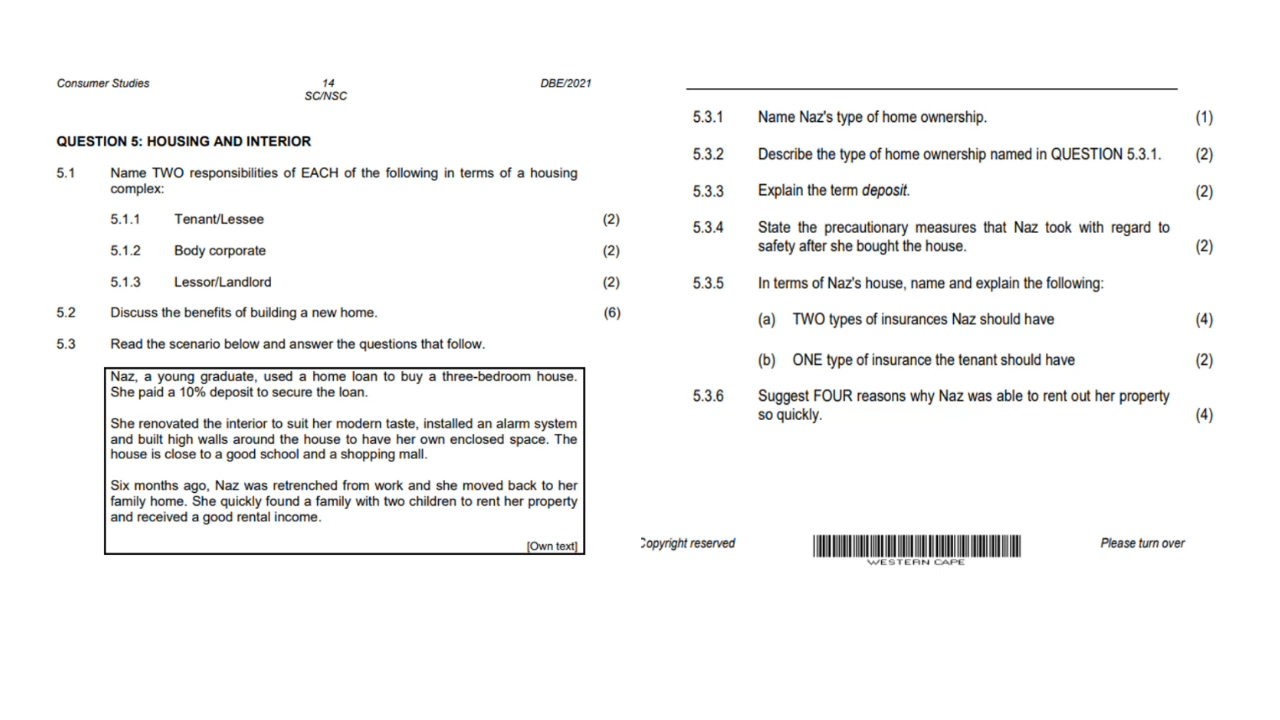 Consumer Studies 14 DBE/2021
SC/NSC
QUESTION 5: HOUSING AND INTERIOR
5.1 Name TWO responsibilities of EACH of the following in terms of a housing
complex:
5.1.1 Tenant/Lessee (2)
5.1.2 Body corporate (2)
5.1.3 Lessor/Landlord (2)
5.2 Discuss the benefits of building a new home. (6)
5.3 Read the scenario below and answer the questions that follow.
Naz, a young graduate, used a home loan to buy a three-bedroom house.
She paid a 10% deposit to secure the loan.
She renovated the interior to suit her modern taste, installed an alarm system
and built high walls around the house to have her own enclosed space. The
house is close to a good school and a shopping mall.
Six months ago, Naz was retrenched from work and she moved back to her
family home. She quickly found a family with two children to rent her property
and received a good rental income.
[Own text]
5.3.1 Name Naz's type of home ownership. (1)
5.3.2 Describe the type of home ownership named in QUESTION 5.3.1. (2)
5.3.3 Explain the term deposit. (2)
5.3.4 State the precautionary measures that Naz took with regard to
safety after she bought the house. (2)
5.3.5 In terms of Naz's house, name and explain the following:
(a) TWO types of insurances Naz should have (4)
(b) ONE type of insurance the tenant should have (2)
5.3.6 Suggest FOUR reasons why Naz was able to rent out her property
so quickly. (4)
Copyright reserved Please turn over
WESTERN CAPE